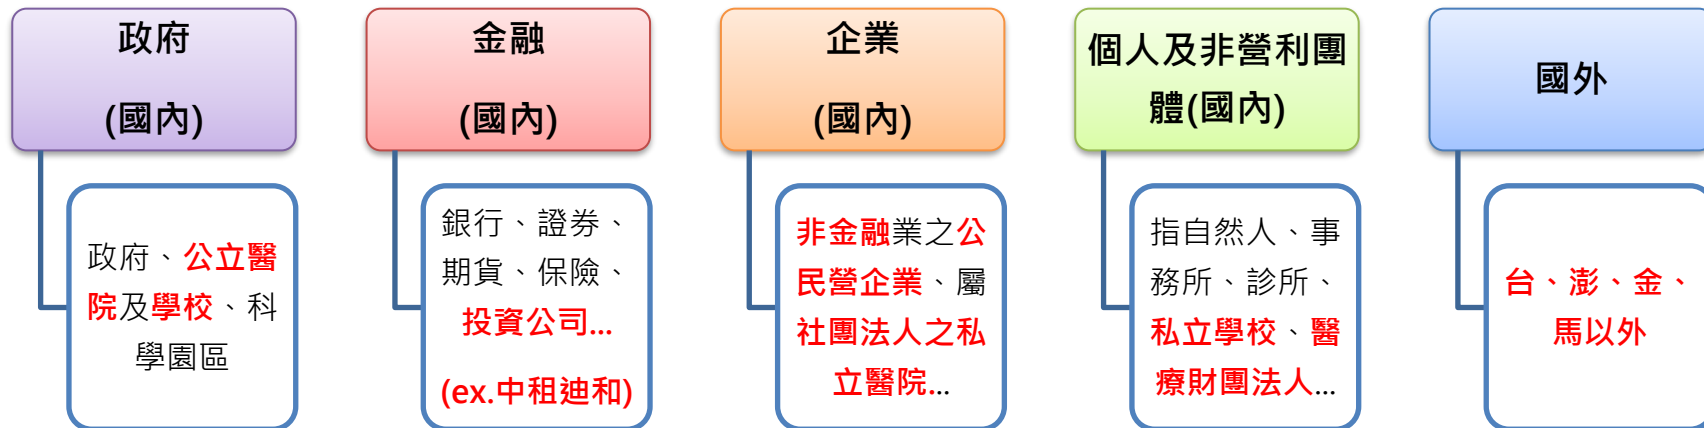 政府
(國內)
政府、公立醫
院及學校、科
學園區
金融
(國內)
銀行、證券、
期貨、保險、
投資公司...
(ex.中租迪和)
企業
(國內)
非金融業之公
民營企業、屬
社團法人之私
立醫院...
個人及非營利團
體(國內)
指自然人、事
務所、診所、
私立學校、醫
療財團法人...
國外
台、澎、金、
馬以外